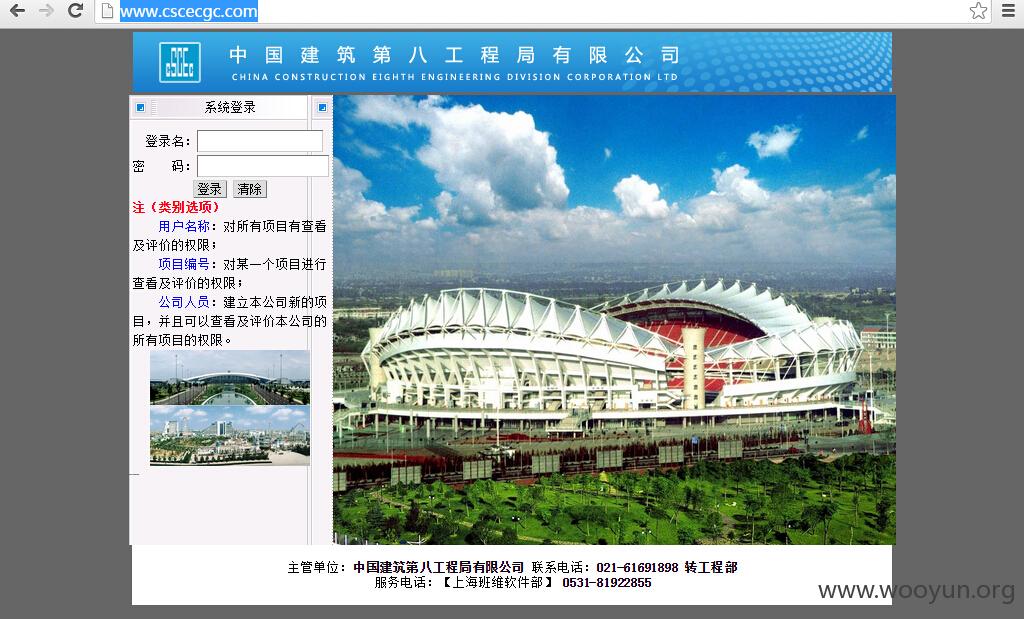 www.cscecgc.com
中国建筑第八工程局有限公司
CHINA CONSTRUCTION EIGHTH ENGINEERING DIVISION CORPORATION LTD
系统登录
登录名:
密 码:
登录 清除
注（类别选项）
用户名称：对所有项目有查看
及评价的权限；
项目编号：对某一个项目进行
查看及评价的权限；
公司人员：建立本公司新的项
目，并且可以查看及评价本公司的
所有项目的权限。
主管单位：中国建筑第八工程局有限公司 联系电话：021-61691898 转工程部
服务电话：【上海班维软件部】 0531-81922855
www.wooyun.org